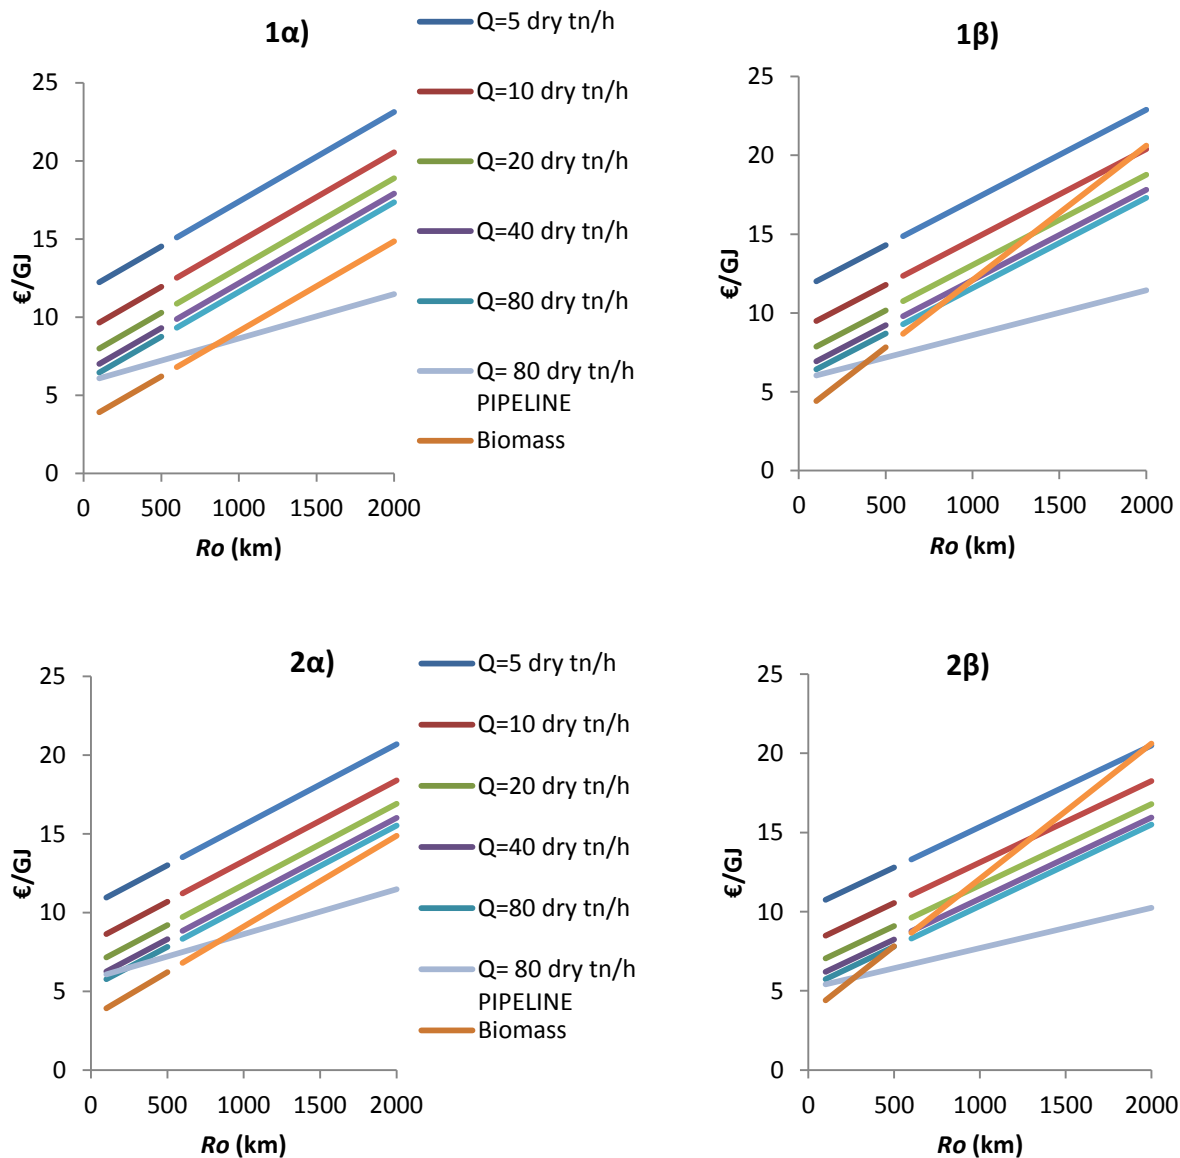 1α)
25
20
15
10
5
0
€/GJ
0 500 1000 1500 2000
Ro (km)
Q=5 dry tn/h
Q=10 dry tn/h
Q=20 dry tn/h
Q=40 dry tn/h
Q=80 dry tn/h
Q= 80 dry tn/h
PIPELINE
Biomass
1β)
25
20
15
10
5
0
€/GJ
0 500 1000 1500 2000
Ro (km)
2α)
25
20
15
10
5
0
€/GJ
0 500 1000 1500 2000
Ro (km)
Q=5 dry tn/h
Q=10 dry tn/h
Q=20 dry tn/h
Q=40 dry tn/h
Q=80 dry tn/h
Q= 80 dry tn/h
PIPELINE
Biomass
2β)
25
20
15
10
5
0
€/GJ
0 500 1000 1500 2000
Ro (km)